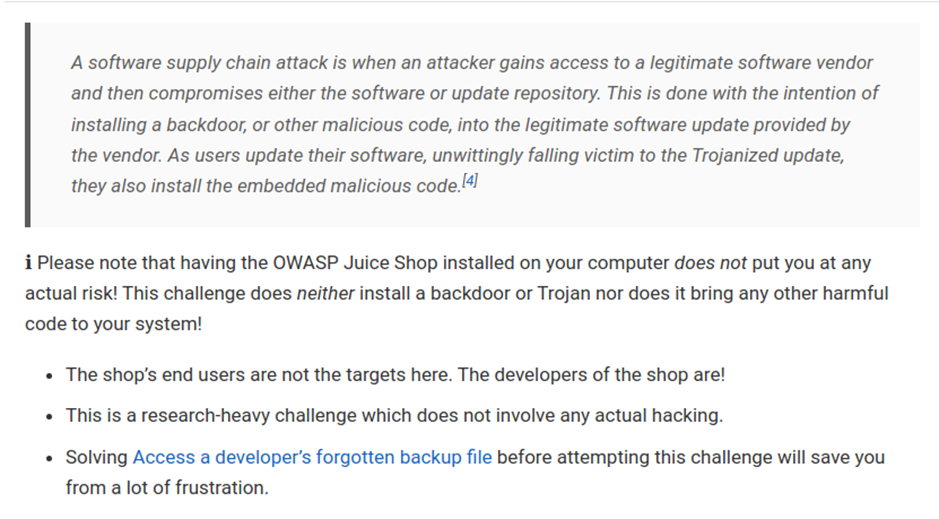 A software supply chain attack is when an attacker gains access to a legitimate software vendor
and then compromises either the software or update repository. This is done with the intention of
installing a backdoor, or other malicious code, into the legitimate software update provided by
the vendor. As users update their software, unwittingly falling victim to the Trojanized update,
they also install the embedded malicious code.[4]
ℹ Please note that having the OWASP Juice Shop installed on your computer does not put you at any
actual risk! This challenge does neither install a backdoor or Trojan nor does it bring any other harmful
code to your system!
• The shop’s end users are not the targets here. The developers of the shop are!
• This is a research-heavy challenge which does not involve any actual hacking.
• Solving Access a developer’s forgotten backup file before attempting this challenge will save you
from a lot of frustration.